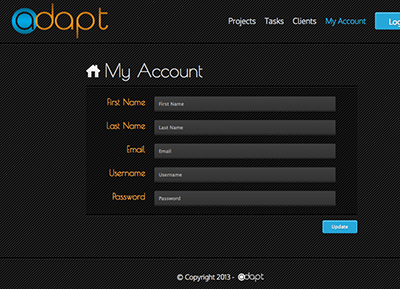 adapt
Projects Tasks Clients My Account Log
My Account
First Name First Name
Last Name Last Name
Email Email
Username Username
Password Password
Update
© Copyright 2013 - adapt